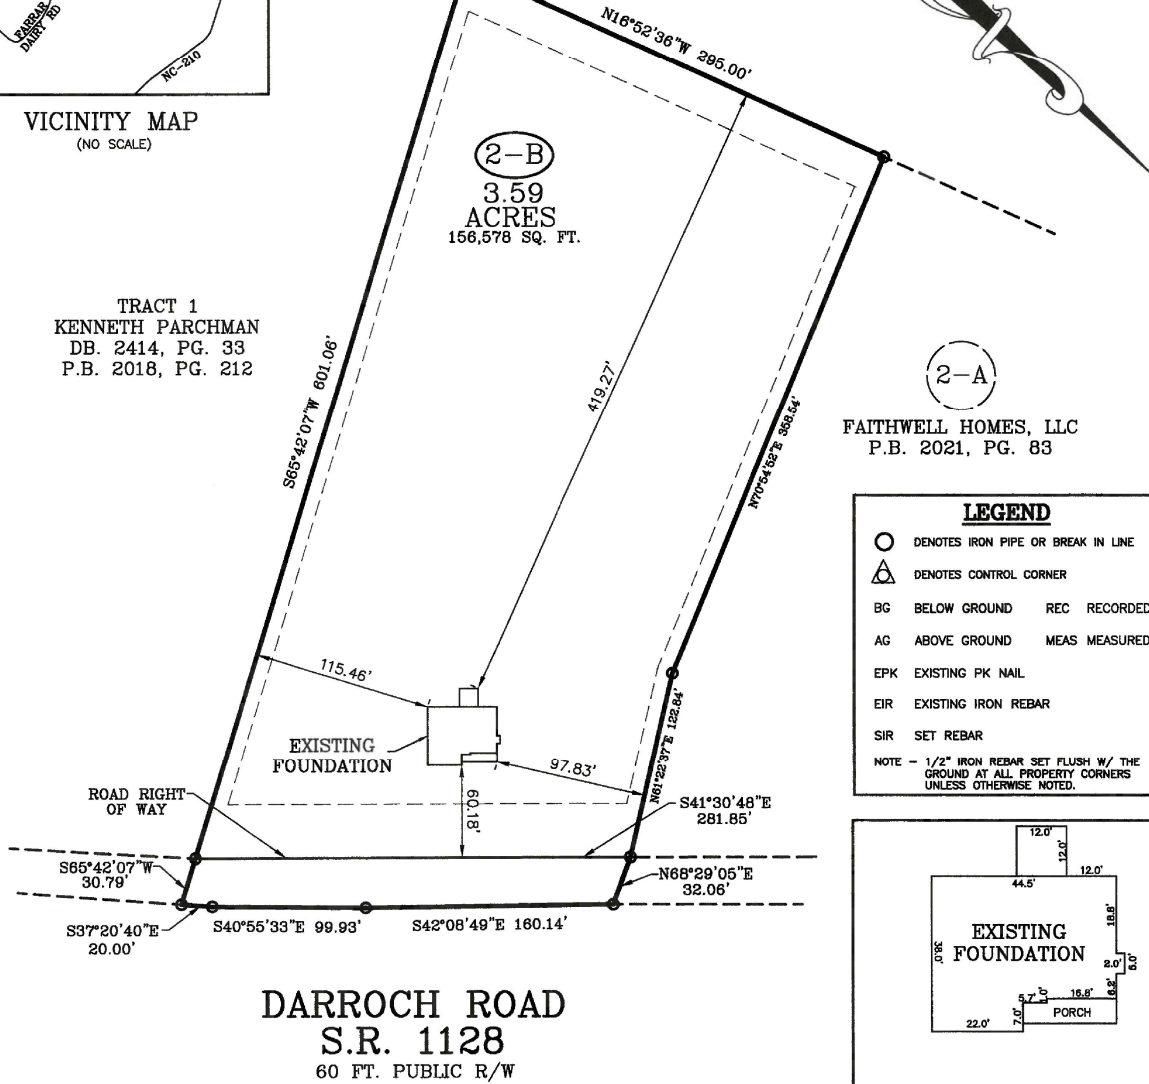 FARRAR
DAIRY RD
NC-210
VICINITY MAP
(NO SCALE)
N16°52'36"W 295.00'
2-B
3.59
ACRES
156,578 SQ. FT.
TRACT 1
KENNETH PARCHMAN
DB. 2414, PG. 33
P.B. 2018, PG. 212
S65°42'07"W 601.06'
419.27'
N70°54'52"E 358.54'
2-A
FAITHWELL HOMES, LLC
P.B. 2021, PG. 83
LEGEND
DENOTES IRON PIPE OR BREAK IN LINE
DENOTES CONTROL CORNER
BG BELOW GROUND REC RECORDED
AG ABOVE GROUND MEAS MEASURED
EPK EXISTING PK NAIL
EIR EXISTING IRON REBAR
SIR SET REBAR
NOTE - 1/2" IRON REBAR SET FLUSH W/ THE
GROUND AT ALL PROPERTY CORNERS
UNLESS OTHERWISE NOTED.
115.46'
EXISTING
FOUNDATION
97.83'
N61°22'37"E 122.84'
60.18'
ROAD RIGHT
OF WAY
S41°30'48"E
281.85'
S65°42'07"W
30.79'
N68°29'05"E
32.06'
S37°20'40"E
20.00'
S40°55'33"E 99.93'
S42°08'49"E 160.14'
DARROCH ROAD
S.R. 1128
60 FT. PUBLIC R/W
12.0'
12.0'
44.5'
12.0'
38.0'
EXISTING
FOUNDATION
18.8'
2.0'
5.0'
6.2'
5.7'
16.8'
7.0'
PORCH
22.0'